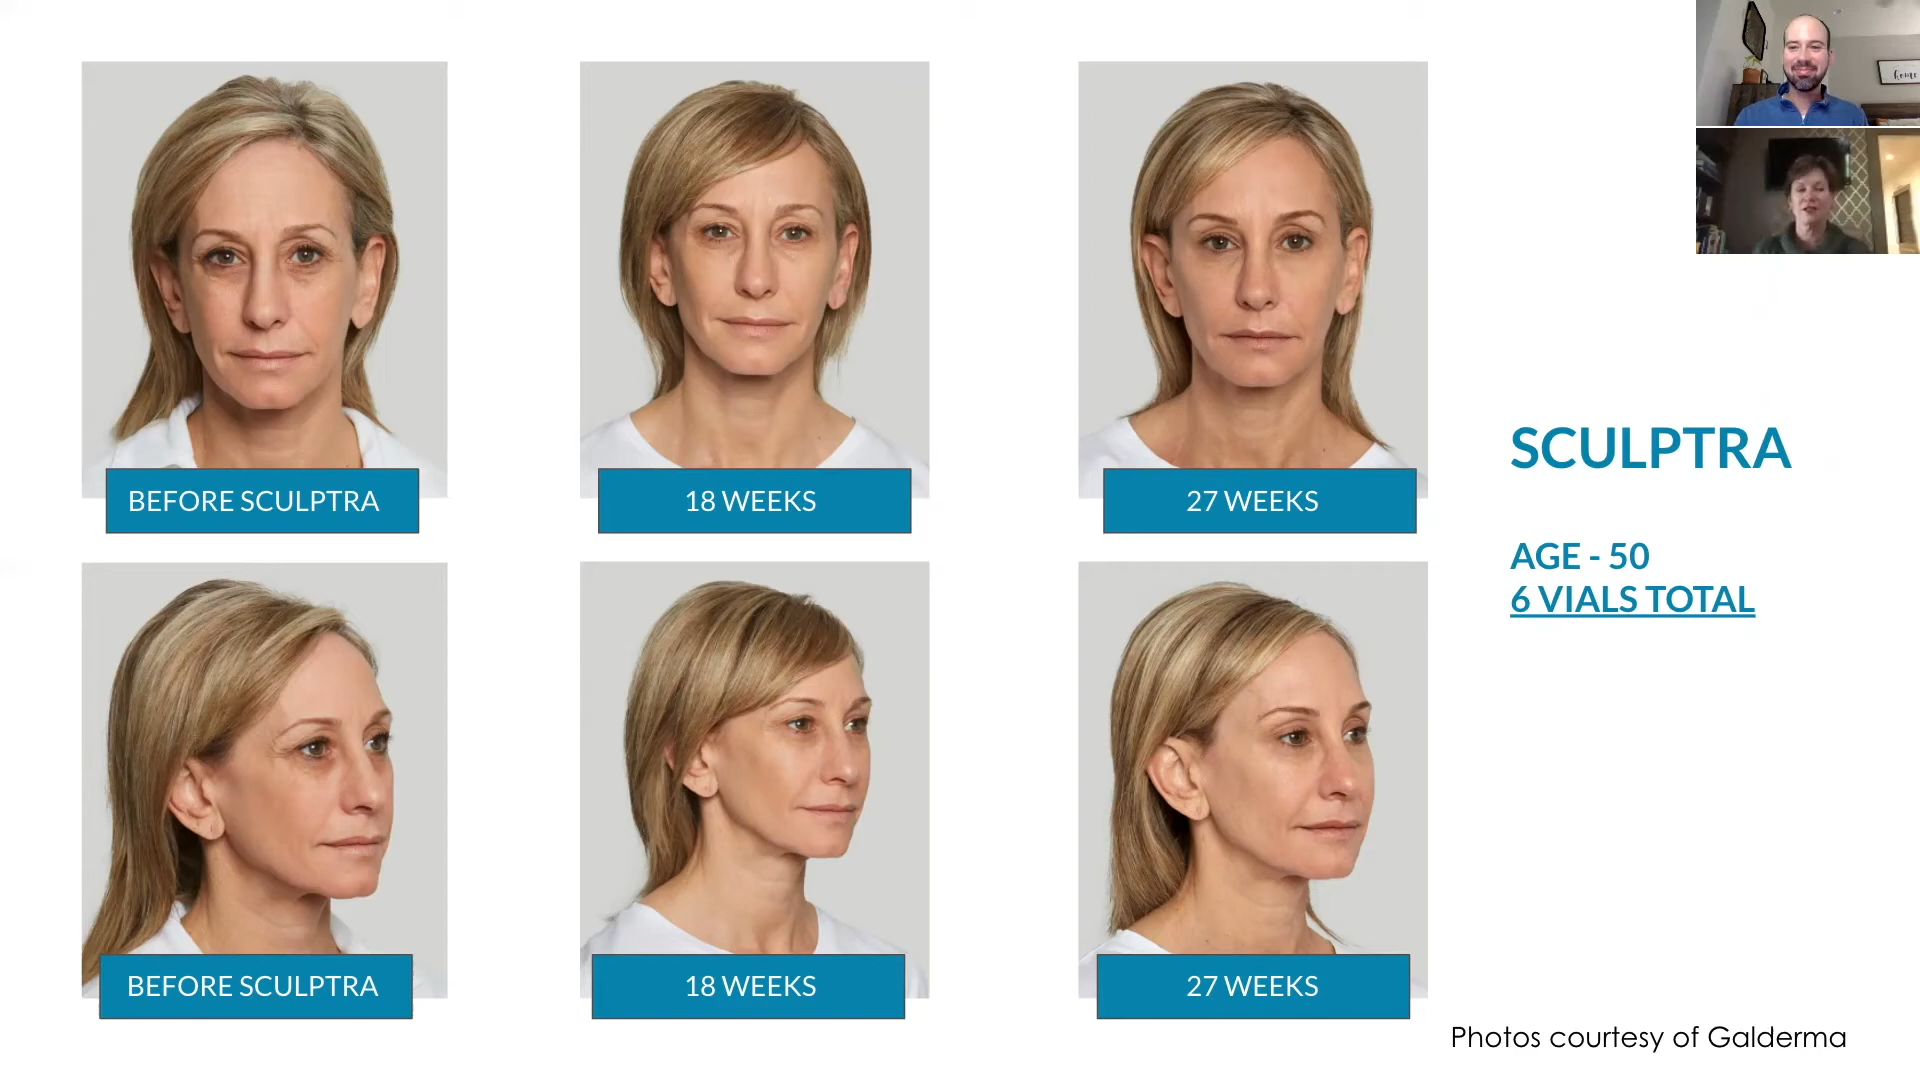 BEFORE SCULPTRA
18 WEEKS
27 WEEKS
BEFORE SCULPTRA
18 WEEKS
27 WEEKS
SCULPTRA
AGE - 50
6 VIALS TOTAL
Photos courtesy of Galderma
home